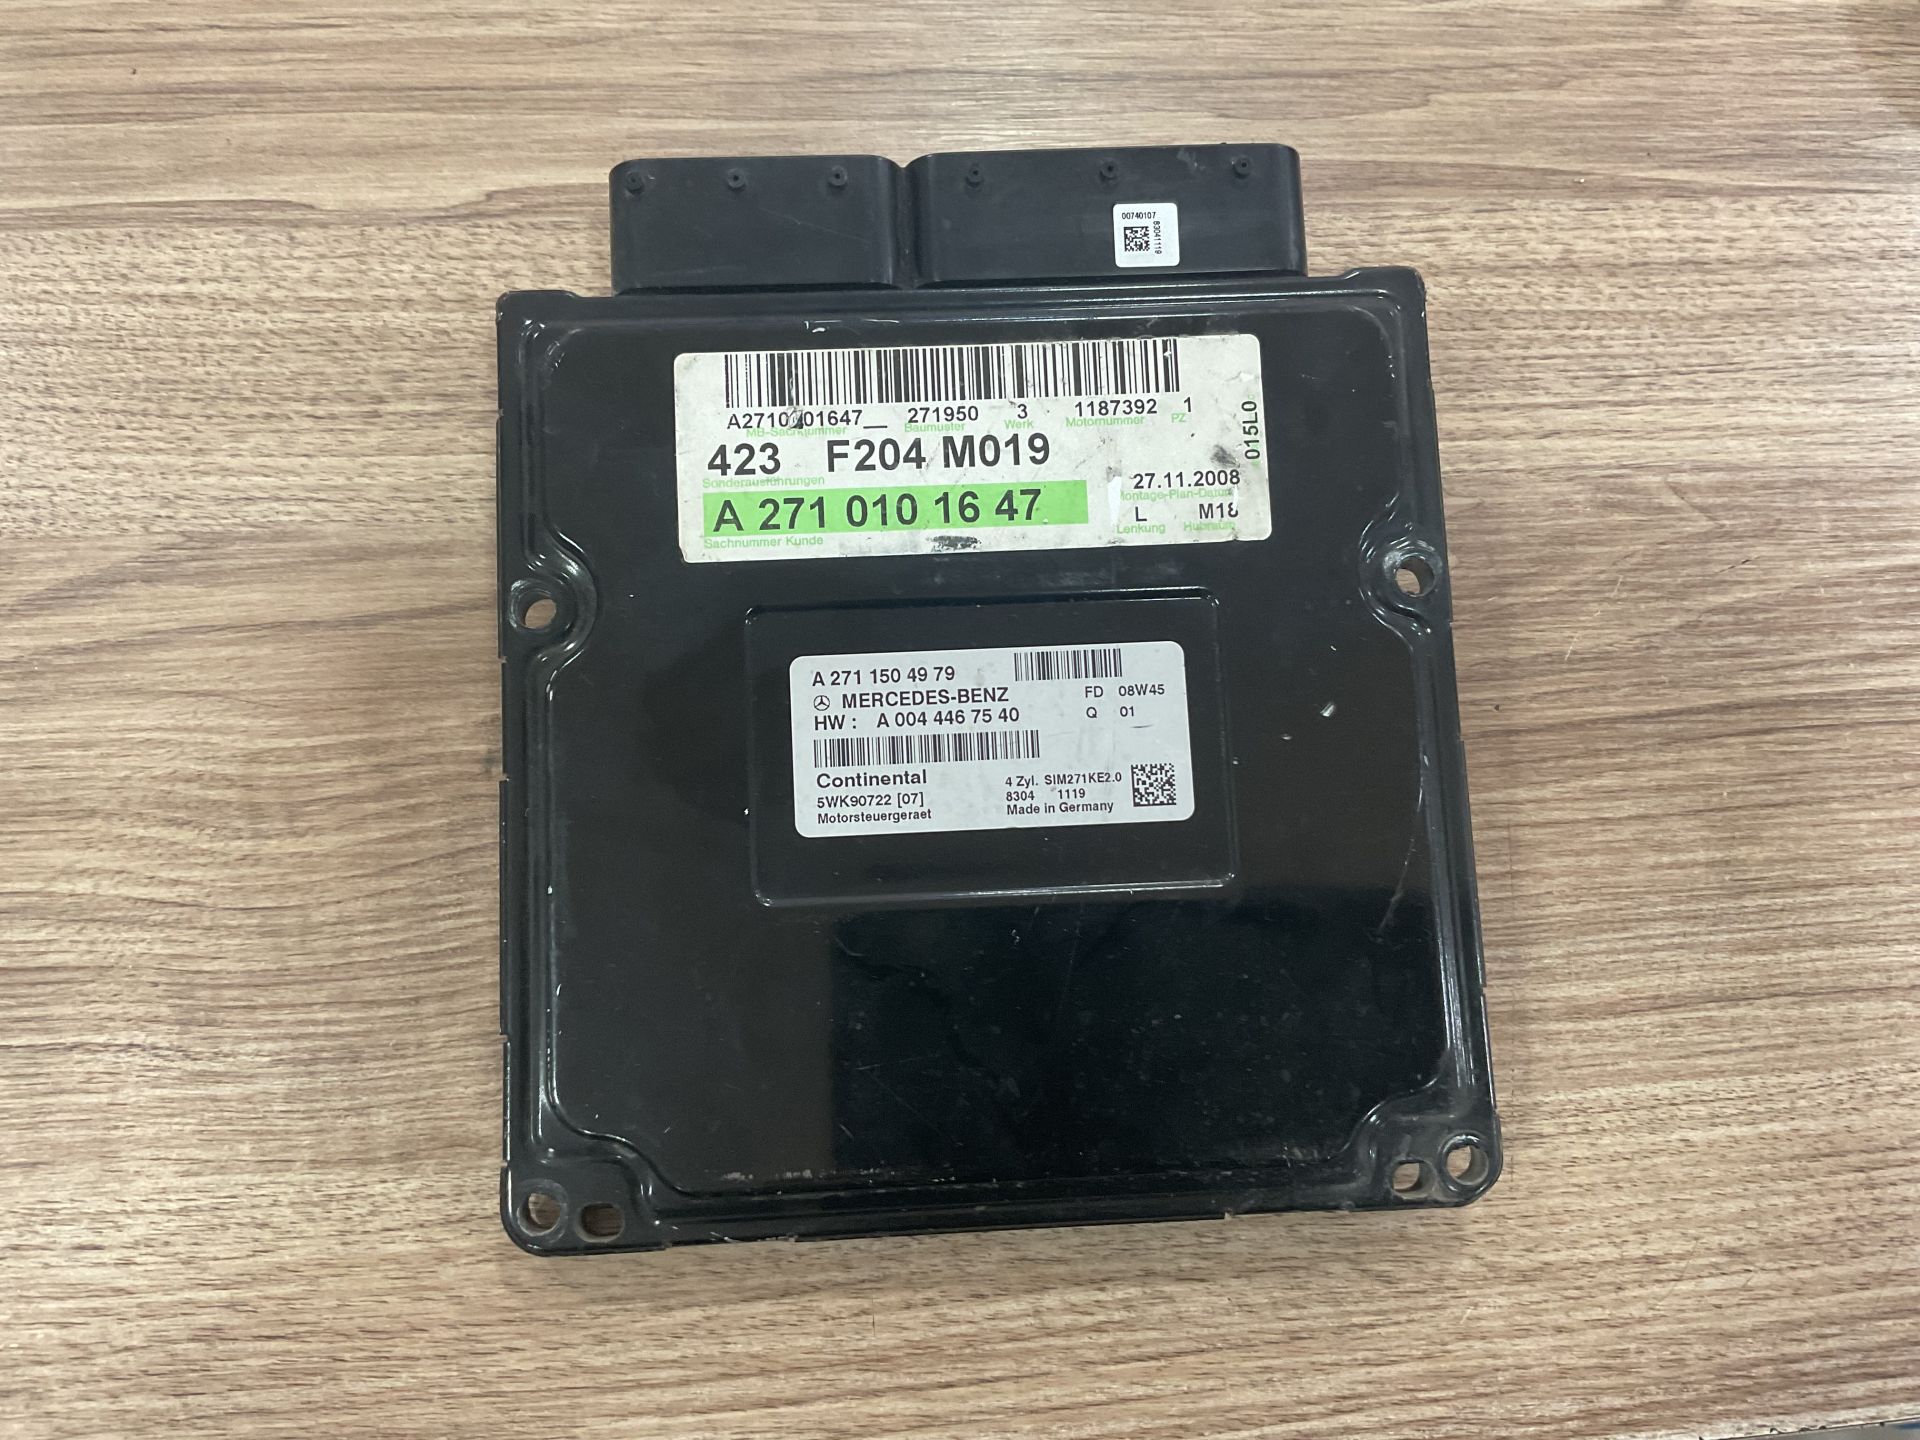 00740107
83041119
A2710101647__ 271950 3 1187392 1
MB-Sachnummer Baumuster Werk Motornummer PZ
423 F204 M019
015L0
Sonderausführungen
27.11.2008
Montage-Plan-Datum
A 271 010 16 47
L M18
Lenkung Hubraum
Sachnummer Kunde
A 271 150 49 79
MERCEDES-BENZ FD 08W45
HW : A 004 446 75 40 Q 01
Continental
4 Zyl. SIM271KE2.0
5WK90722 [07] 8304 1119
Motorsteuergeraet Made in Germany